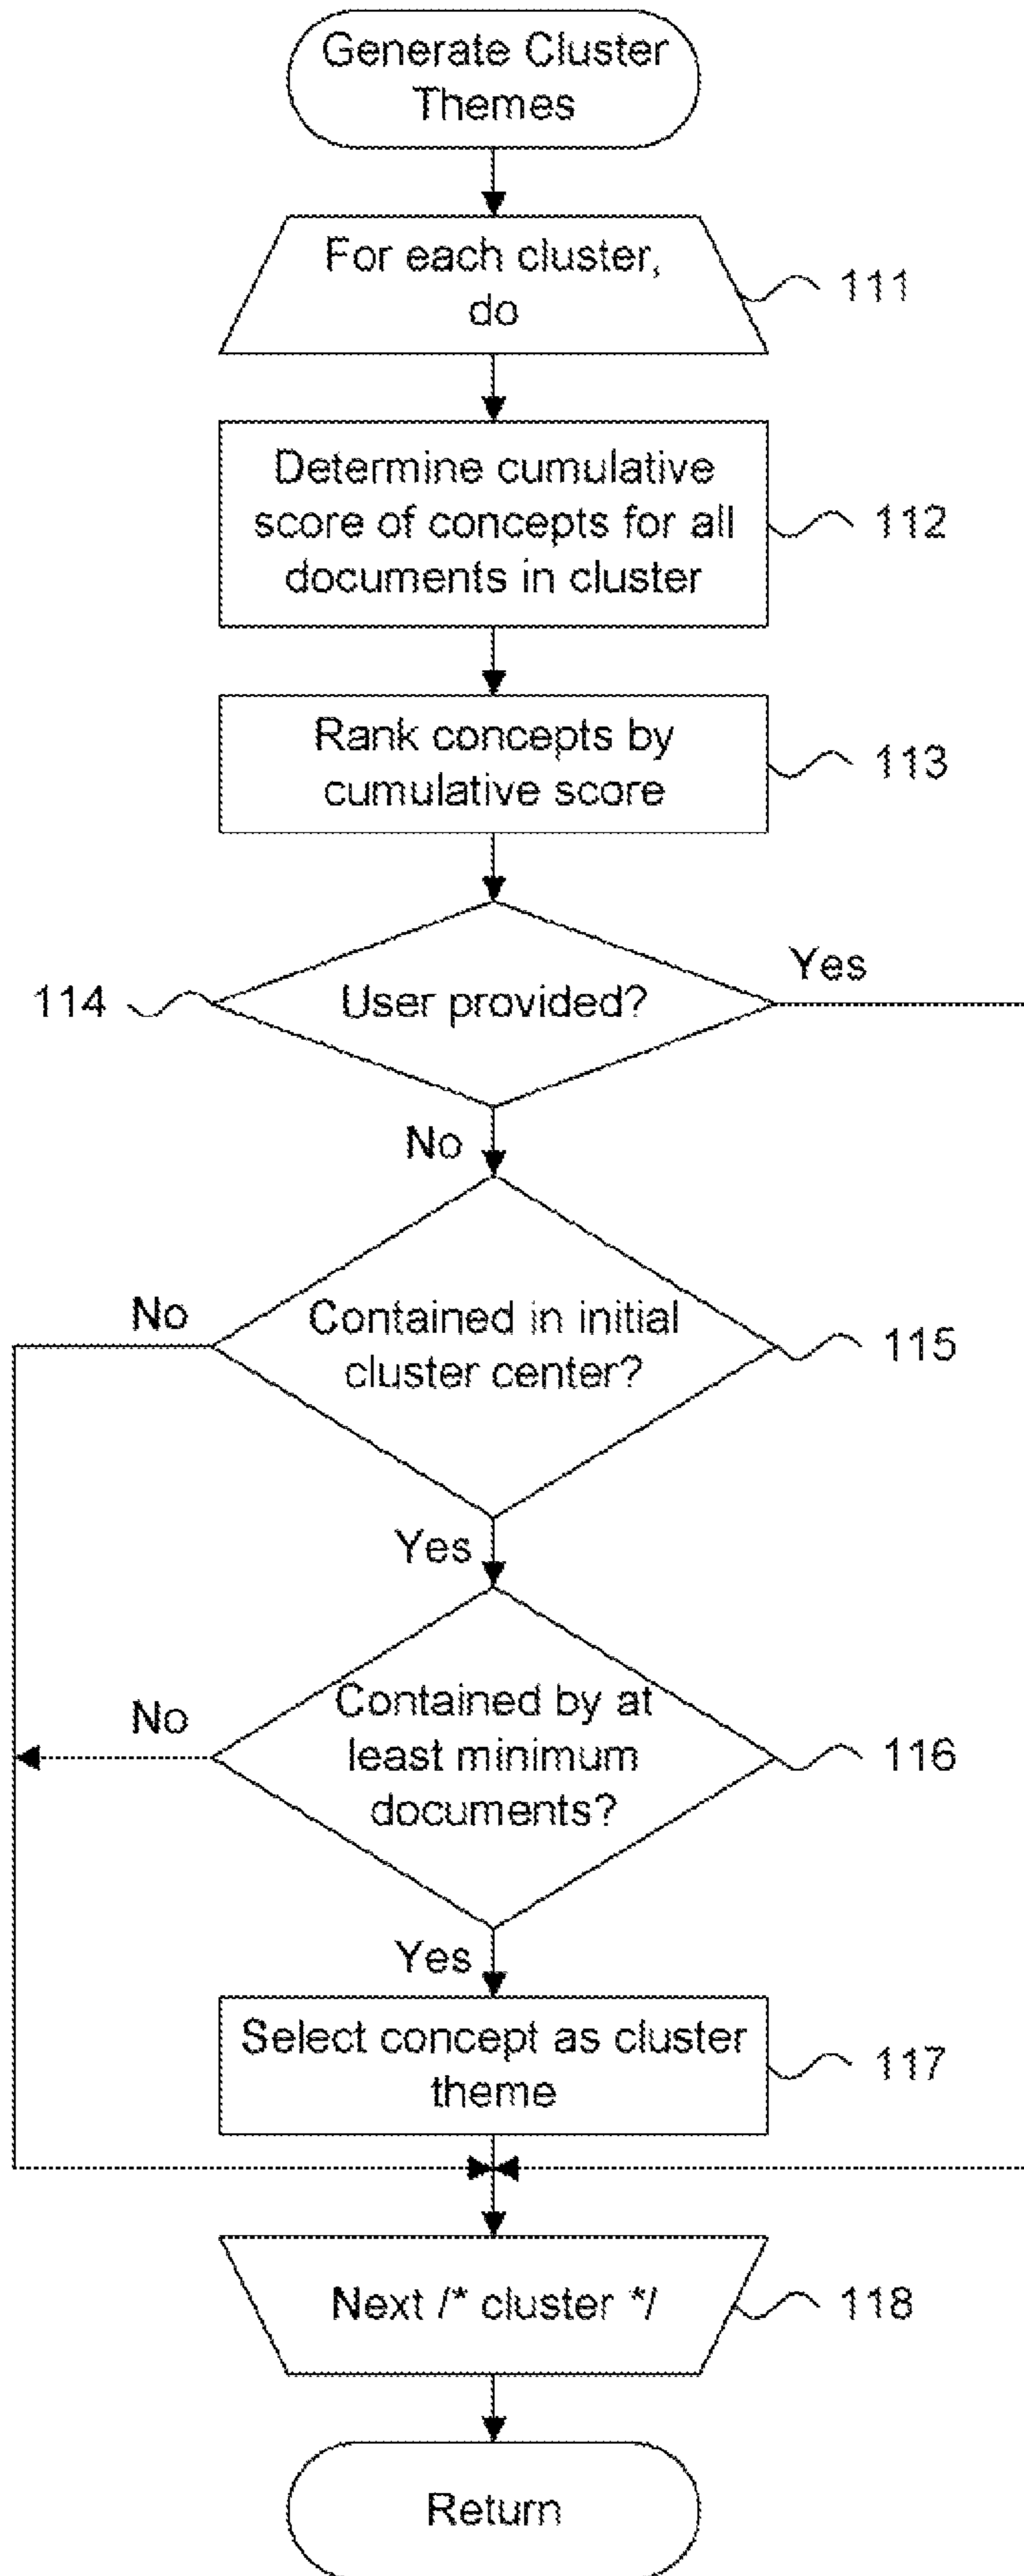 Generate Cluster
Themes
For each cluster,
do
111
Determine cumulative
score of concepts for all
documents in cluster
112
Rank concepts by
cumulative score
113
114
User provided?
Yes
No
No
Contained in initial
cluster center?
115
Yes
No
Contained by at
least minimum
documents?
116
Yes
Select concept as cluster
theme
117
Next /* cluster */
118
Return